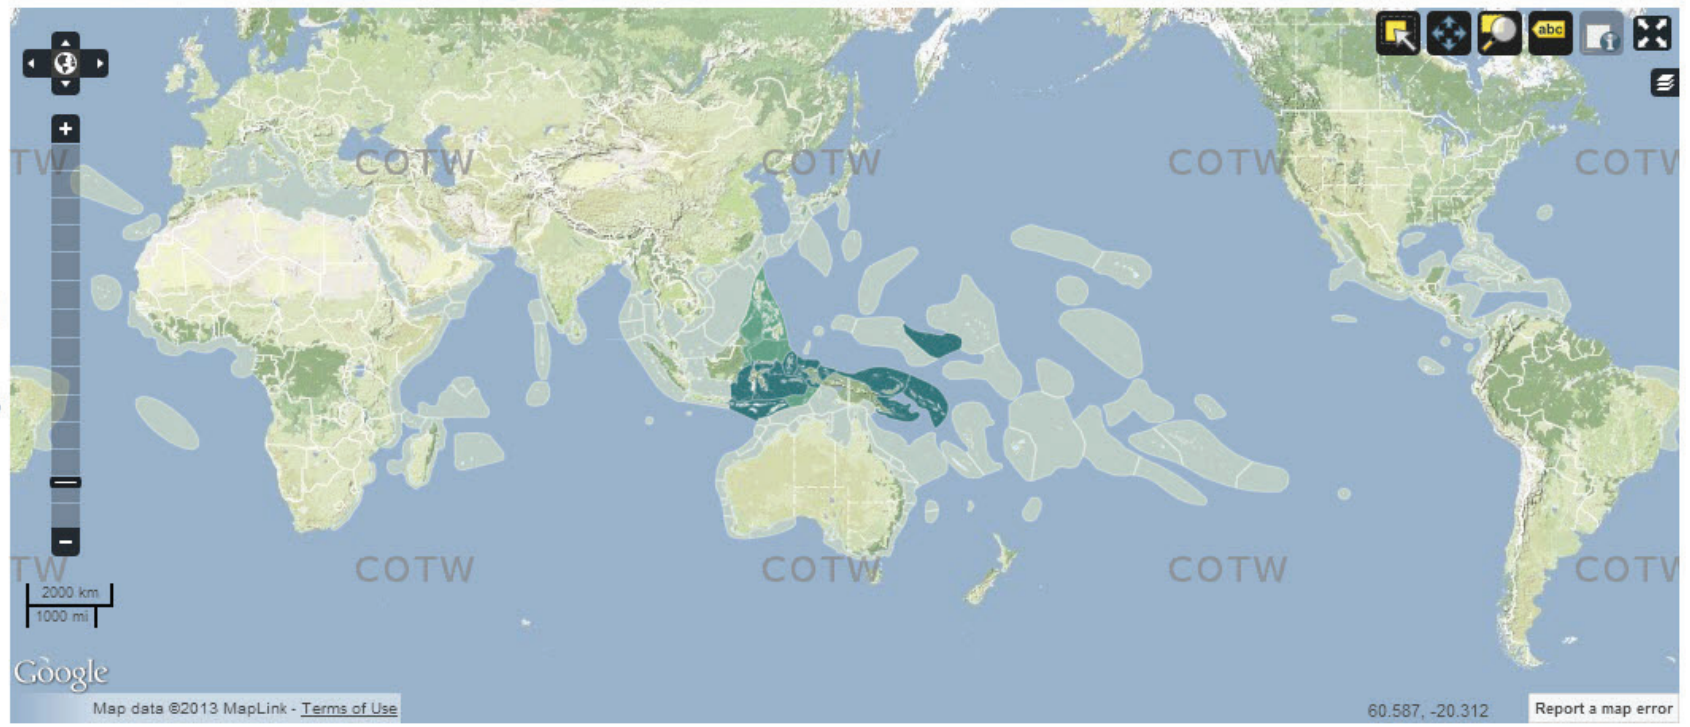 abc
TW COTW COTW COTW COTW
TW COTW COTW COTW COTW
2000 km
1000 mi
Google
Map data ©2013 MapLink - Terms of Use
60.587, -20.312
Report a map error